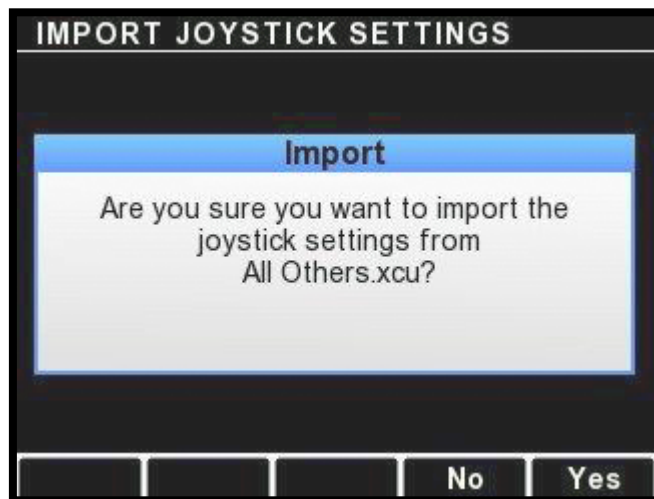 IMPORT JOYSTICK SETTINGS
Import
Are you sure you want to import the
joystick settings from
All Others.xcu?
No Yes